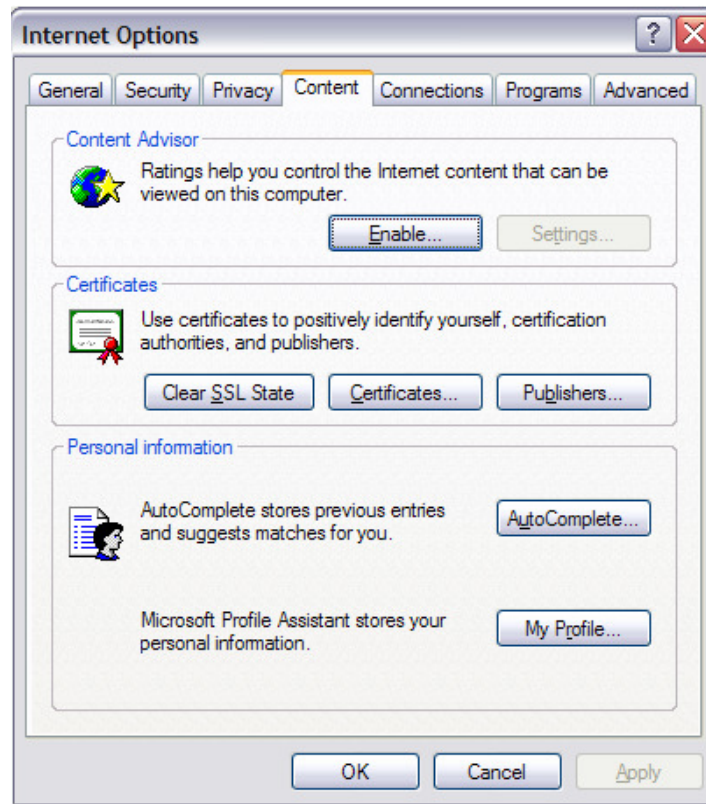 Internet Options
General Security Privacy Content Connections Programs Advanced
Content Advisor
Ratings help you control the Internet content that can be
viewed on this computer.
Enable... Settings...
Certificates
Use certificates to positively identify yourself, certification
authorities, and publishers.
Clear SSL State Certificates... Publishers...
Personal information
AutoComplete stores previous entries
and suggests matches for you.
AutoComplete...
Microsoft Profile Assistant stores your
personal information.
My Profile...
OK Cancel Apply